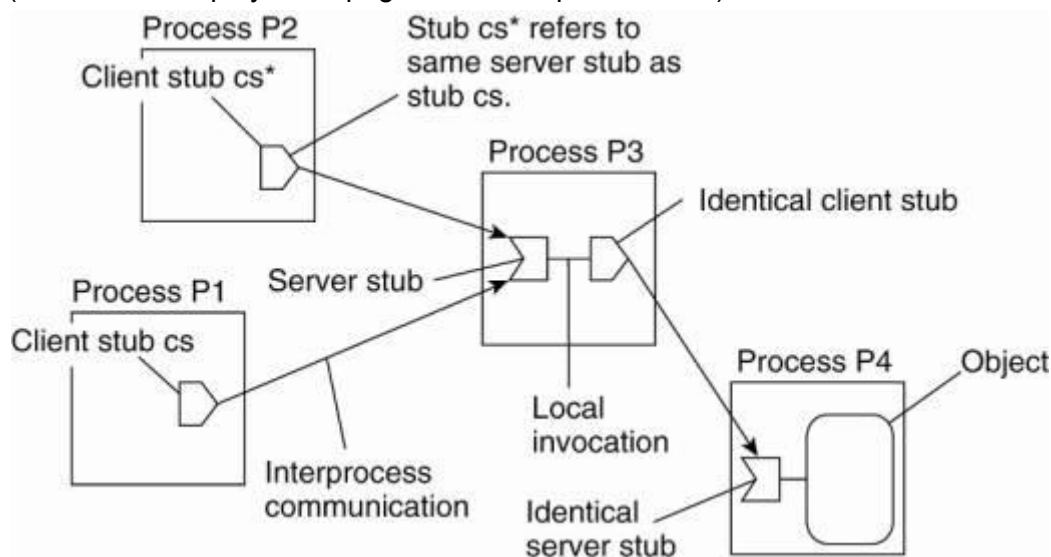 Process P2
Client stub cs*
Stub cs* refers to
same server stub as
stub cs.
Process P3
Identical client stub
Server stub
Process P1
Client stub cs
Process P4
Object
Local
invocation
Interprocess
communication
Identical
server stub